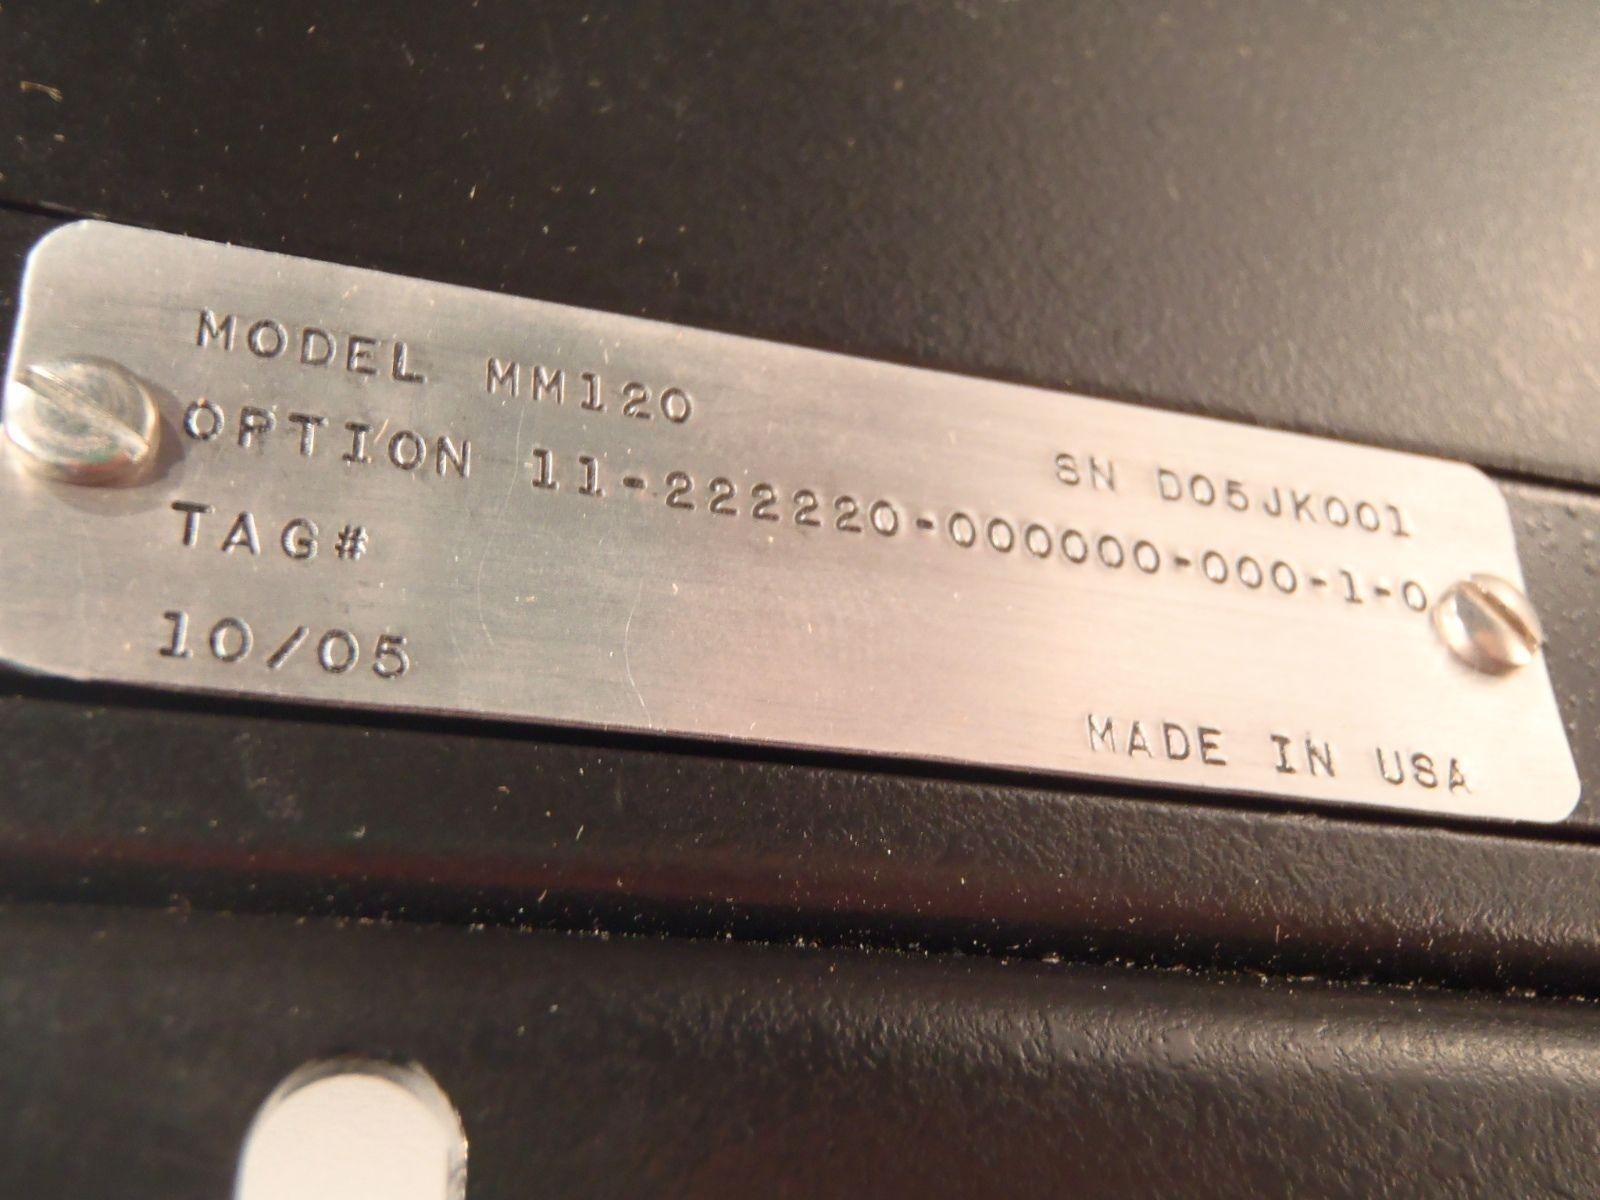 MODEL MM120
SN D05JK001
OPTION 11-222220-000000-000-1-0
TAG#
10/05
MADE IN USA